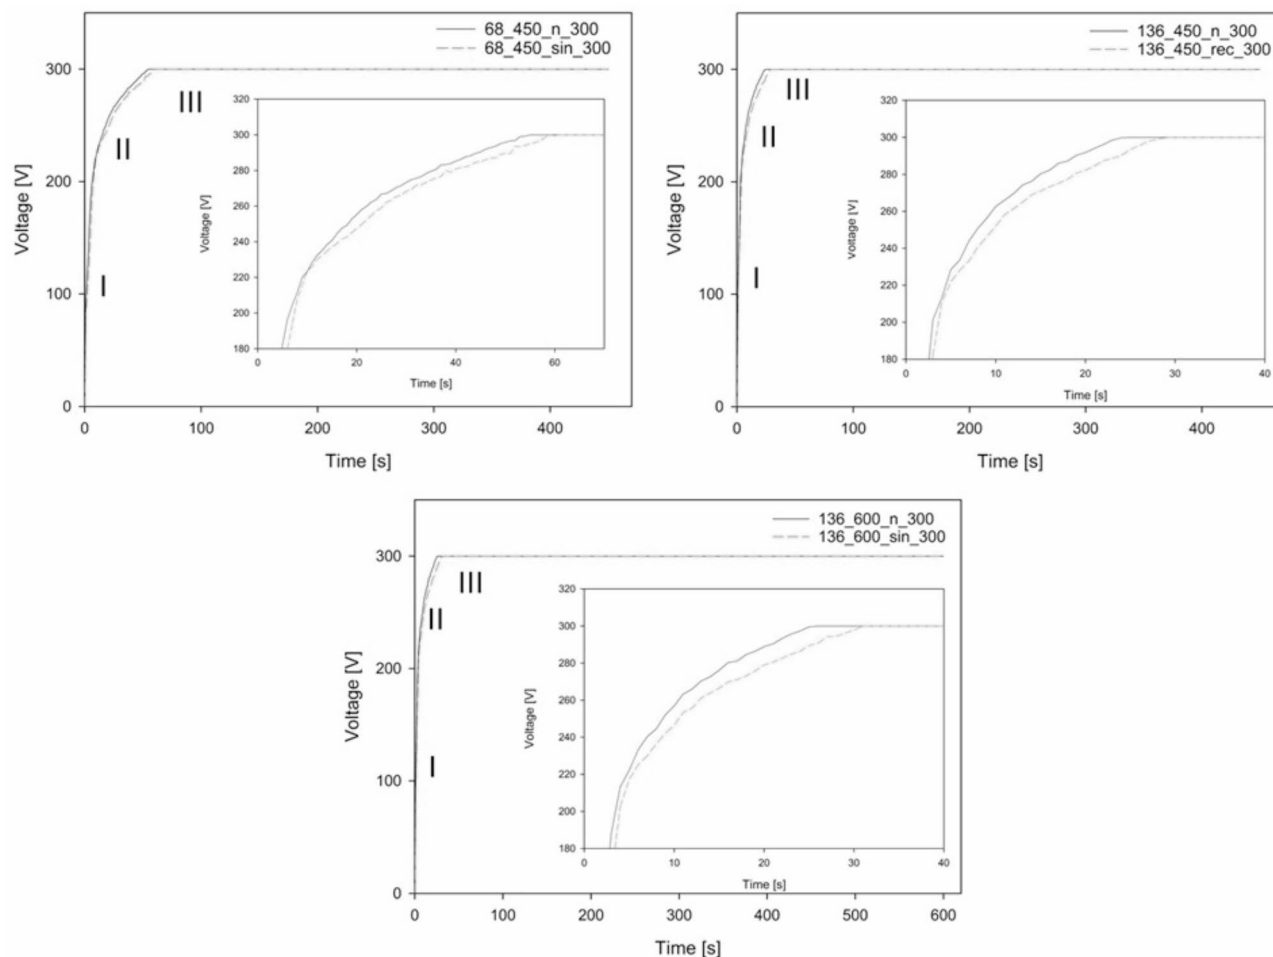 68_450_n_300
68_450_sin_300
Voltage [V]
300
200
100
0
I
II
III
0 100 200 300 400
Time [s]
Voltage [V]
320
300
280
260
240
220
200
180
0 20 40 60
Time [s]
136_450_n_300
136_450_rec_300
Voltage [V]
300
200
100
0
I
II
III
0 100 200 300 400
Time [s]
Voltage [V]
320
300
280
260
240
220
200
180
0 10 20 30 40
Time [s]
136_600_n_300
136_600_sin_300
Voltage [V]
300
200
100
0
I
II
III
0 100 200 300 400 500 600
Time [s]
Voltage [V]
320
300
280
260
240
220
200
180
0 10 20 30 40
Time [s]